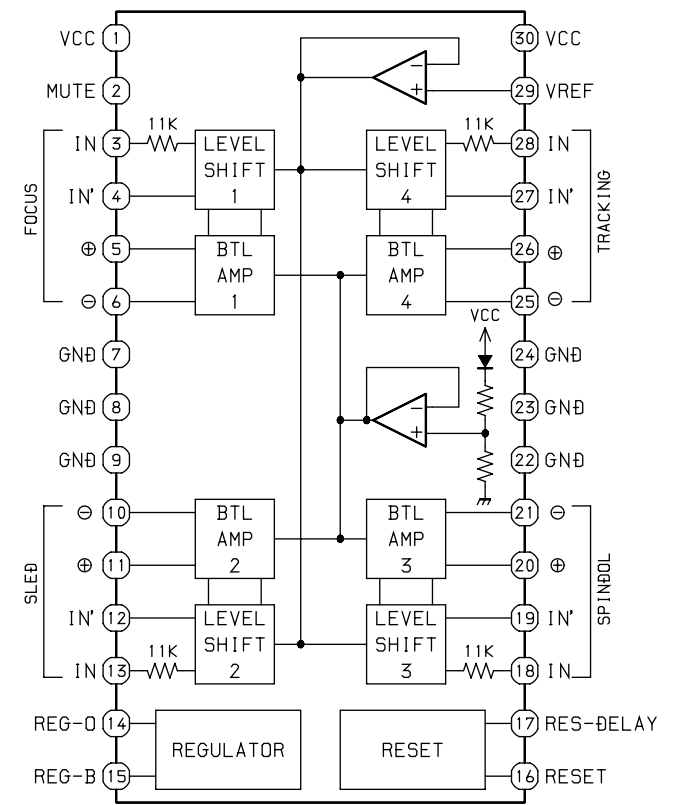 VCC 1 30 VCC
MUTE 2 29 VREF
− +
FOCUS
TRACKING
IN 3 11K LEVEL SHIFT 1 LEVEL SHIFT 4 11K 28 IN
IN' 4 27 IN'
⊕ 5 BTL AMP 1 BTL AMP 4 26 ⊕
⊖ 6 25 ⊖
VCC
GND 7 24 GND
GND 8 − + 23 GND
GND 9 22 GND
SLED
SPINDOL
⊖ 10 BTL AMP 2 BTL AMP 3 21 ⊖
⊕ 11 20 ⊕
IN' 12 LEVEL SHIFT 2 LEVEL SHIFT 3 19 IN'
IN 13 11K 11K 18 IN
REG-O 14 REGULATOR RESET 17 RES-DELAY
REG-B 15 16 RESET